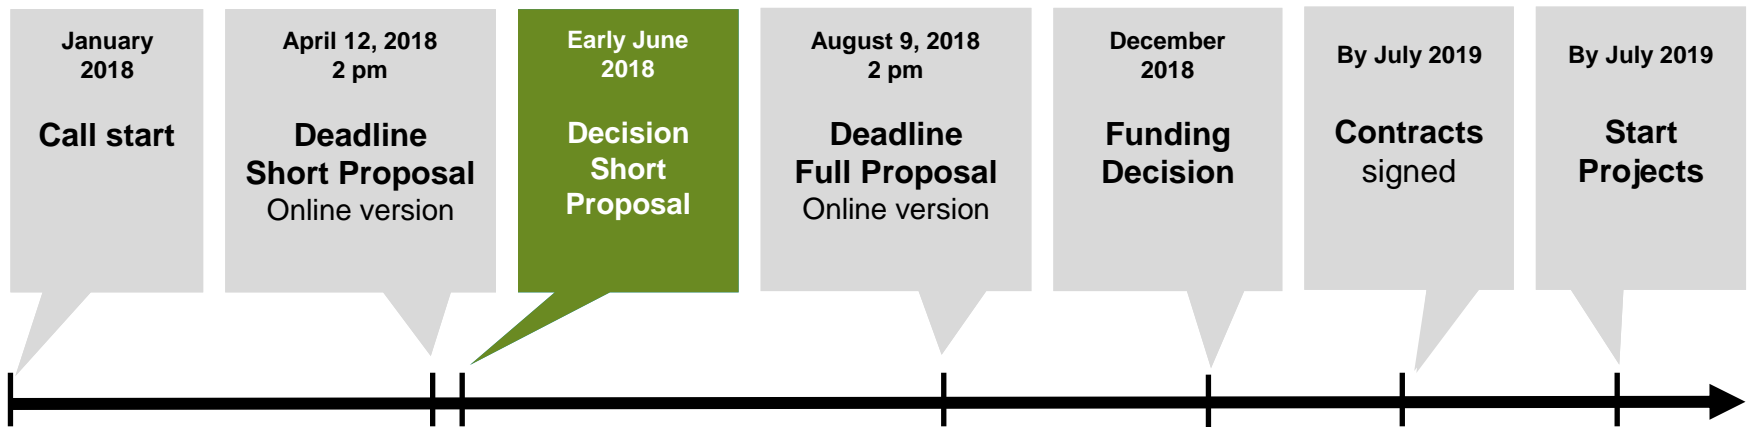 January
2018
Call start
April 12, 2018
2 pm
Deadline
Short Proposal
Online version
Early June
2018
Decision
Short
Proposal
August 9, 2018
2 pm
Deadline
Full Proposal
Online version
December
2018
Funding
Decision
By July 2019
Contracts
signed
By July 2019
Start
Projects